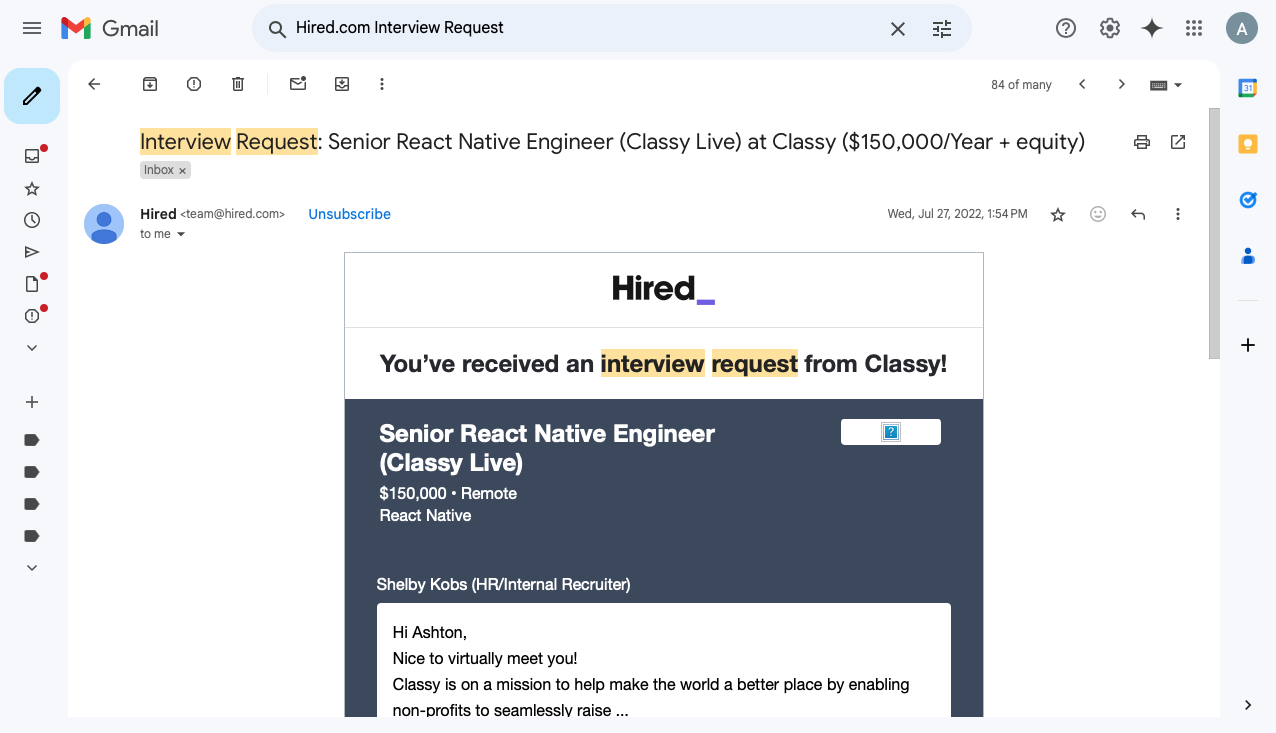 Gmail
Hired.com Interview Request
A
84 of many
Interview Request: Senior React Native Engineer (Classy Live) at Classy ($150,000/Year + equity)
Inbox ×
Hired <team@hired.com> Unsubscribe
Wed, Jul 27, 2022, 1:54 PM
to me
Hired_
You’ve received an interview request from Classy!
Senior React Native Engineer
(Classy Live)
$150,000 • Remote
React Native
Shelby Kobs (HR/Internal Recruiter)
Hi Ashton,
Nice to virtually meet you!
Classy is on a mission to help make the world a better place by enabling
non-profits to seamlessly raise ...
31